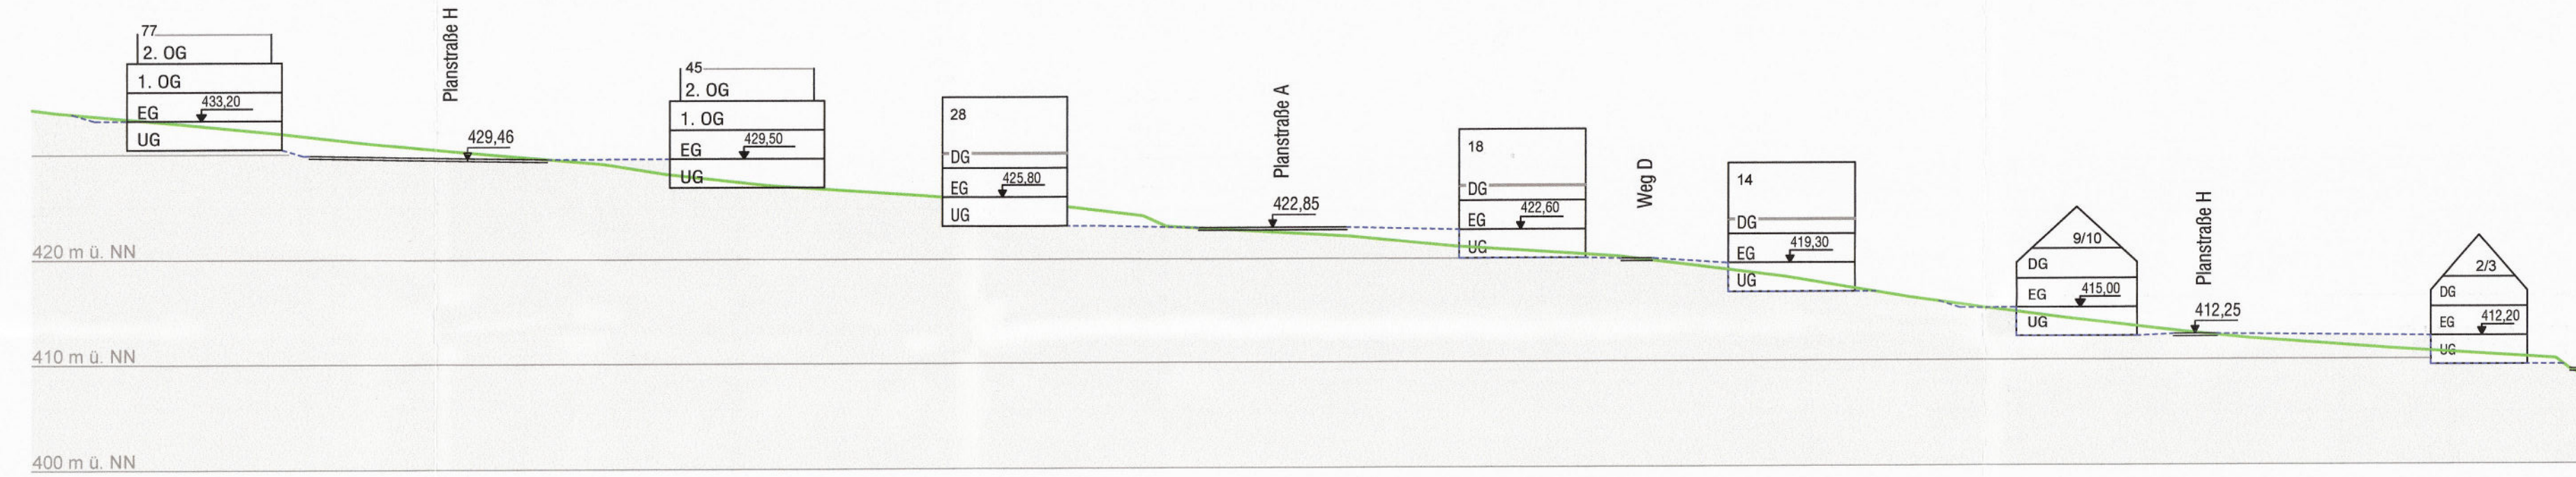 77
2. OG
1. OG
EG 433,20
UG
Planstraße H
429,46
45
2. OG
1. OG
EG 429,50
UG
28
DG
EG 425,80
UG
Planstraße A
422,85
18
DG
EG 422,60
UG
Weg D
14
DG
EG 419,30
UG
9/10
DG
EG 415,00
UG
Planstraße H
412,25
2/3
DG
EG 412,20
UG
420 m ü. NN
410 m ü. NN
400 m ü. NN